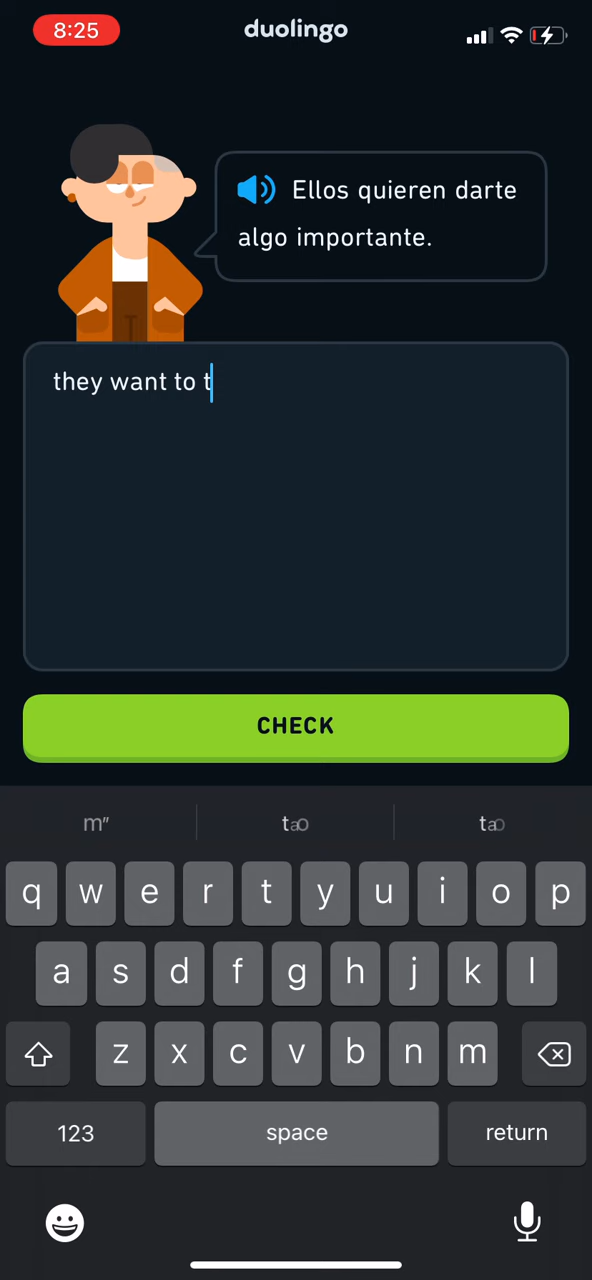 8:25
duolingo
Ellos quieren darte
algo importante.
they want to t
CHECK
q w e r t y u i o p
a s d f g h j k l
z x c v b n m
123 space return